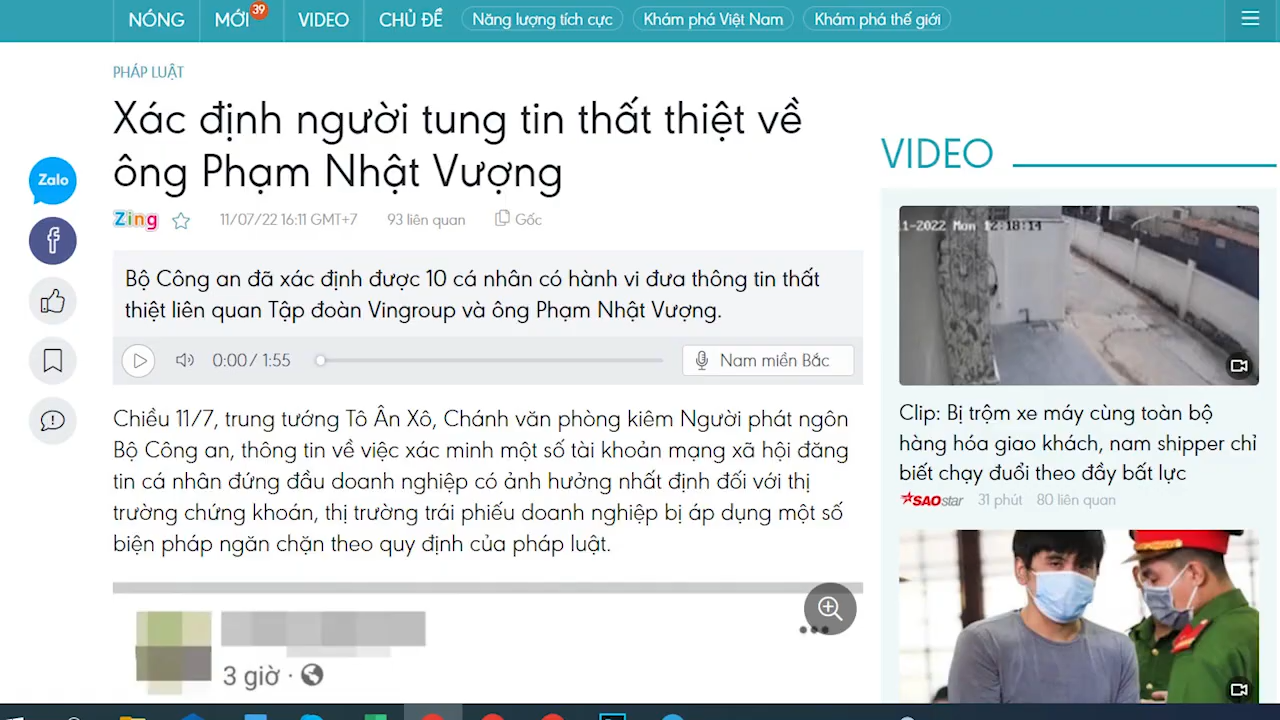 NÓNG
MỚI
39
VIDEO
CHỦ ĐỀ
Năng lượng tích cực
Khám phá Việt Nam
Khám phá thế giới
PHÁP LUẬT
Xác định người tung tin thất thiệt về
ông Phạm Nhật Vượng
Zing
11/07/22 16:11 GMT+7
93 liên quan
Gốc
Zalo
Bộ Công an đã xác định được 10 cá nhân có hành vi đưa thông tin thất
thiệt liên quan Tập đoàn Vingroup và ông Phạm Nhật Vượng.
0:00 / 1:55
Nam miền Bắc
Chiều 11/7, trung tướng Tô Ân Xô, Chánh văn phòng kiêm Người phát ngôn
Bộ Công an, thông tin về việc xác minh một số tài khoản mạng xã hội đăng
tin cá nhân đứng đầu doanh nghiệp có ảnh hưởng nhất định đối với thị
trường chứng khoán, thị trường trái phiếu doanh nghiệp bị áp dụng một số
biện pháp ngăn chặn theo quy định của pháp luật.
3 giờ ·
VIDEO
11-2022 Mon 12:18:14
Clip: Bị trộm xe máy cùng toàn bộ
hàng hóa giao khách, nam shipper chỉ
biết chạy đuổi theo đầy bất lực
SAOstar
31 phút
80 liên quan